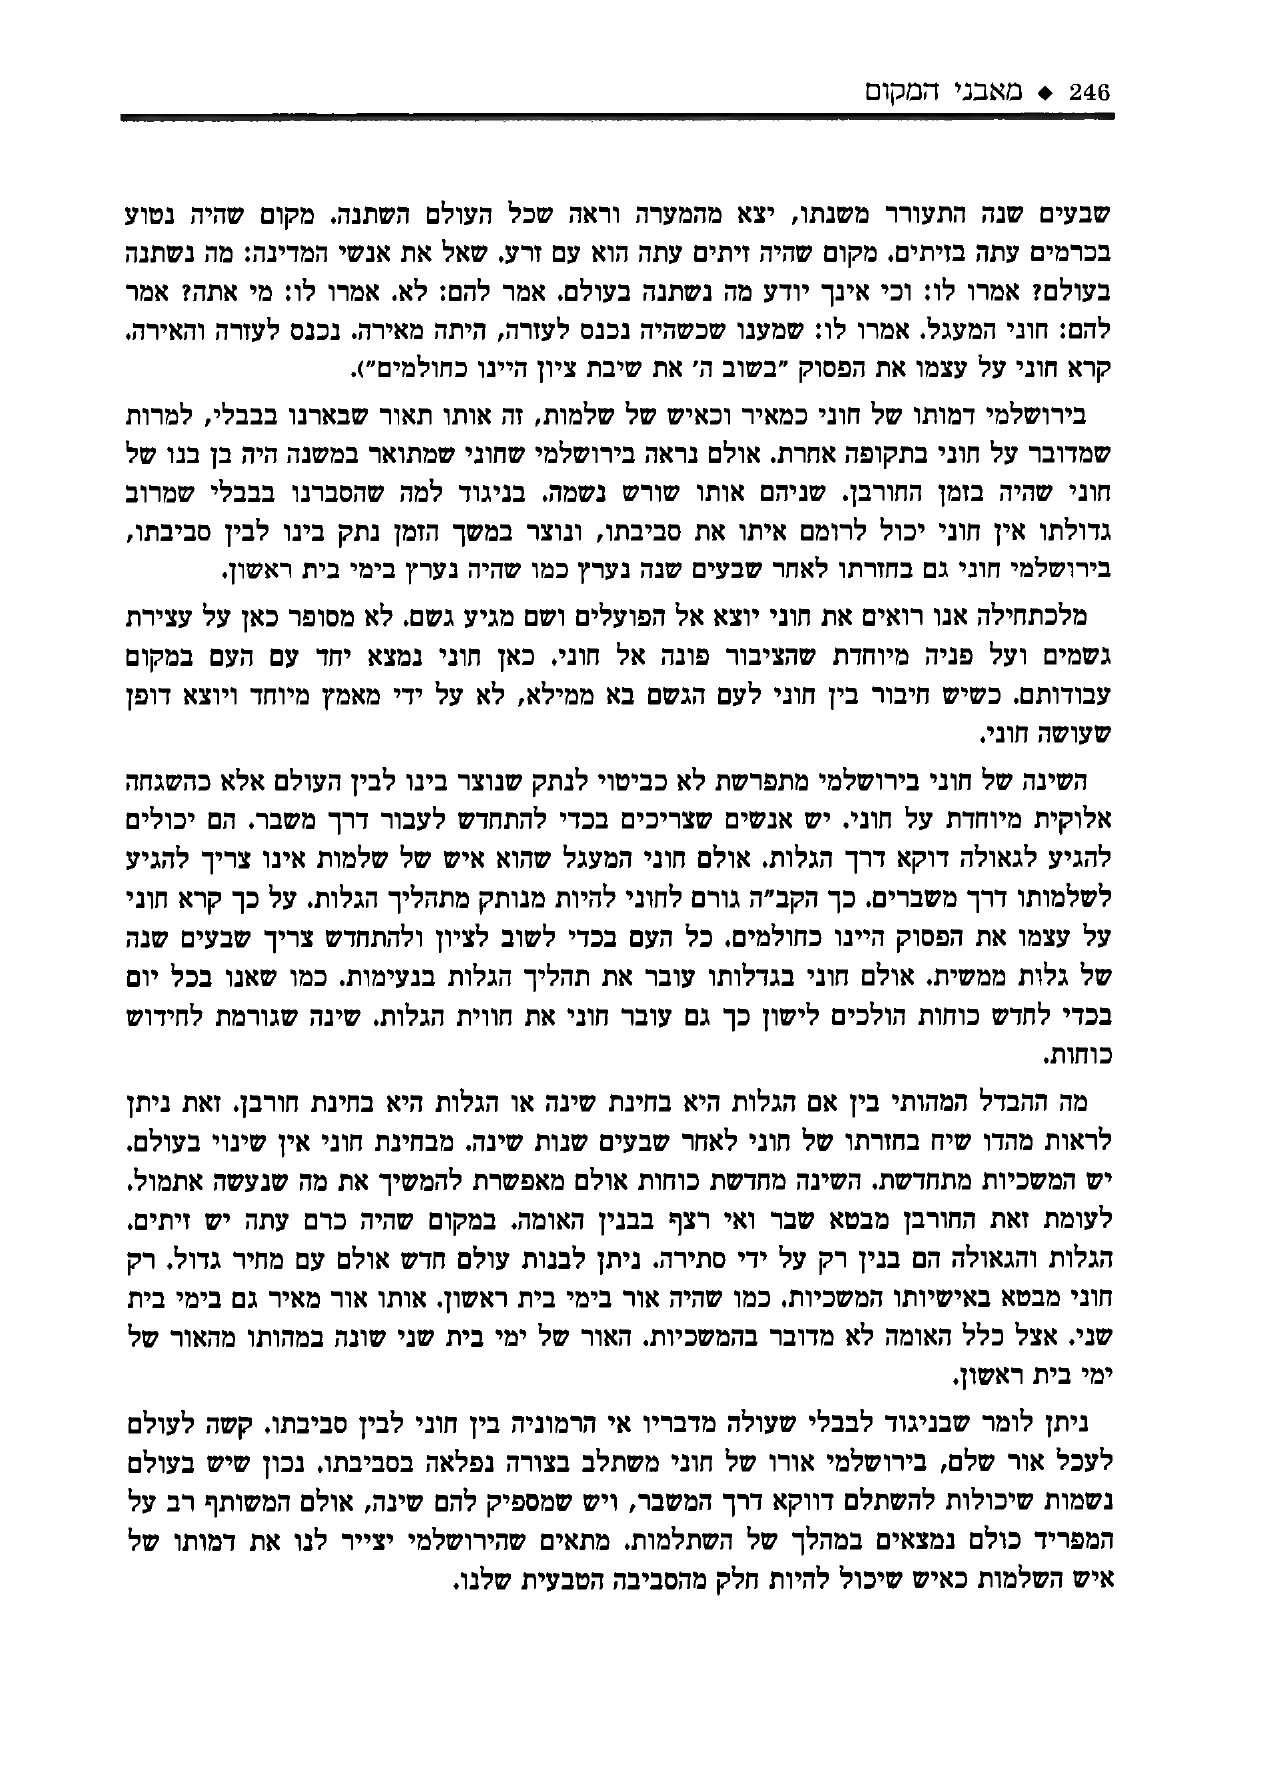 246 ◆ מאבני המקום
שבעים שנה התעורר משנתו, יצא מהמערה וראה שכל העולם השתנה. מקום שהיה נטוע
בכרמים עתה בזיתים. מקום שהיה זיתים עתה הוא עם זרע. שאל את אנשי המדינה: מה נשתנה
בעולם? אמרו לו: וכי אינך יודע מה נשתנה בעולם. אמר להם: לא. אמרו לו: מי אתה? אמר
להם: חוני המעגל. אמרו לו: שמענו שכשהיה נכנס לעזרה, היתה מאירה. נכנס לעזרה והאירה.
קרא חוני על עצמו את הפסוק "בשוב ה' את שיבת ציון היינו כחולמים").
בירושלמי דמותו של חוני כמאיר וכאיש של שלמות, זה אותו תאור שבארנו בבבלי, למרות
שמדובר על חוני בתקופה אחרת. אולם נראה בירושלמי שחוני שמתואר במשנה היה בן בנו של
חוני שהיה בזמן החורבן. שניהם אותו שורש נשמה. בניגוד למה שהסברנו בבבלי שמרוב
גדולתו אין חוני יכול לרומם איתו את סביבתו, ונוצר במשך הזמן נתק בינו לבין סביבתו,
בירושלמי חוני גם בחזרתו לאחר שבעים שנה נערץ כמו שהיה נערץ בימי בית ראשון.
מלכתחילה אנו רואים את חוני יוצא אל הפועלים ושם מגיע גשם. לא מסופר כאן על עצירת
גשמים ועל פניה מיוחדת שהציבור פונה אל חוני. כאן חוני נמצא יחד עם העם במקום
עבודותם. כשיש חיבור בין חוני לעם הגשם בא ממילא, לא על ידי מאמץ מיוחד ויוצא דופן
שעושה חוני.
השינה של חוני בירושלמי מתפרשת לא כביטוי לנתק שנוצר בינו לבין העולם אלא כהשגחה
אלוקית מיוחדת על חוני. יש אנשים שצריכים בכדי להתחדש לעבור דרך משבר. הם יכולים
להגיע לגאולה דוקא דרך הגלות. אולם חוני המעגל שהוא איש של שלמות אינו צריך להגיע
לשלמותו דרך משברים. כך הקב"ה גורם לחוני להיות מנותק מתהליך הגלות. על כך קרא חוני
על עצמו את הפסוק היינו כחולמים. כל העם בכדי לשוב לציון ולהתחדש צריך שבעים שנה
של גלות ממשית. אולם חוני בגדלותו עובר את תהליך הגלות בנעימות. כמו שאנו בכל יום
בכדי לחדש כוחות הולכים לישון כך גם עובר חוני את חווית הגלות. שינה שגורמת לחידוש
כוחות.
מה ההבדל המהותי בין אם הגלות היא בחינת שינה או הגלות היא בחינת חורבן. זאת ניתן
לראות מהדו שיח בחזרתו של חוני לאחר שבעים שנות שינה. מבחינת חוני אין שינוי בעולם.
יש המשכיות מתחדשת. השינה מחדשת כוחות אולם מאפשרת להמשיך את מה שנעשה אתמול.
לעומת זאת החורבן מבטא שבר ואי רצף בבנין האומה. במקום שהיה כרם עתה יש זיתים.
הגלות והגאולה הם בנין רק על ידי סתירה. ניתן לבנות עולם חדש אולם עם מחיר גדול. רק
חוני מבטא באישיותו המשכיות. כמו שהיה אור בימי בית ראשון. אותו אור מאיר גם בימי בית
שני. אצל כלל האומה לא מדובר בהמשכיות. האור של ימי בית שני שונה במהותו מהאור של
ימי בית ראשון.
ניתן לומר שבניגוד לבבלי שעולה מדבריו אי הרמוניה בין חוני לבין סביבתו. קשה לעולם
לעכל אור שלם, בירושלמי אורו של חוני משתלב בצורה נפלאה בסביבתו. נכון שיש בעולם
נשמות שיכולות להשתלם דווקא דרך המשבר, ויש שמספיק להם שינה, אולם המשותף רב על
המפריד כולם נמצאים במהלך של השתלמות. מתאים שהירושלמי יצייר לנו את דמותו של
איש השלמות כאיש שיכול להיות חלק מהסביבה הטבעית שלנו.